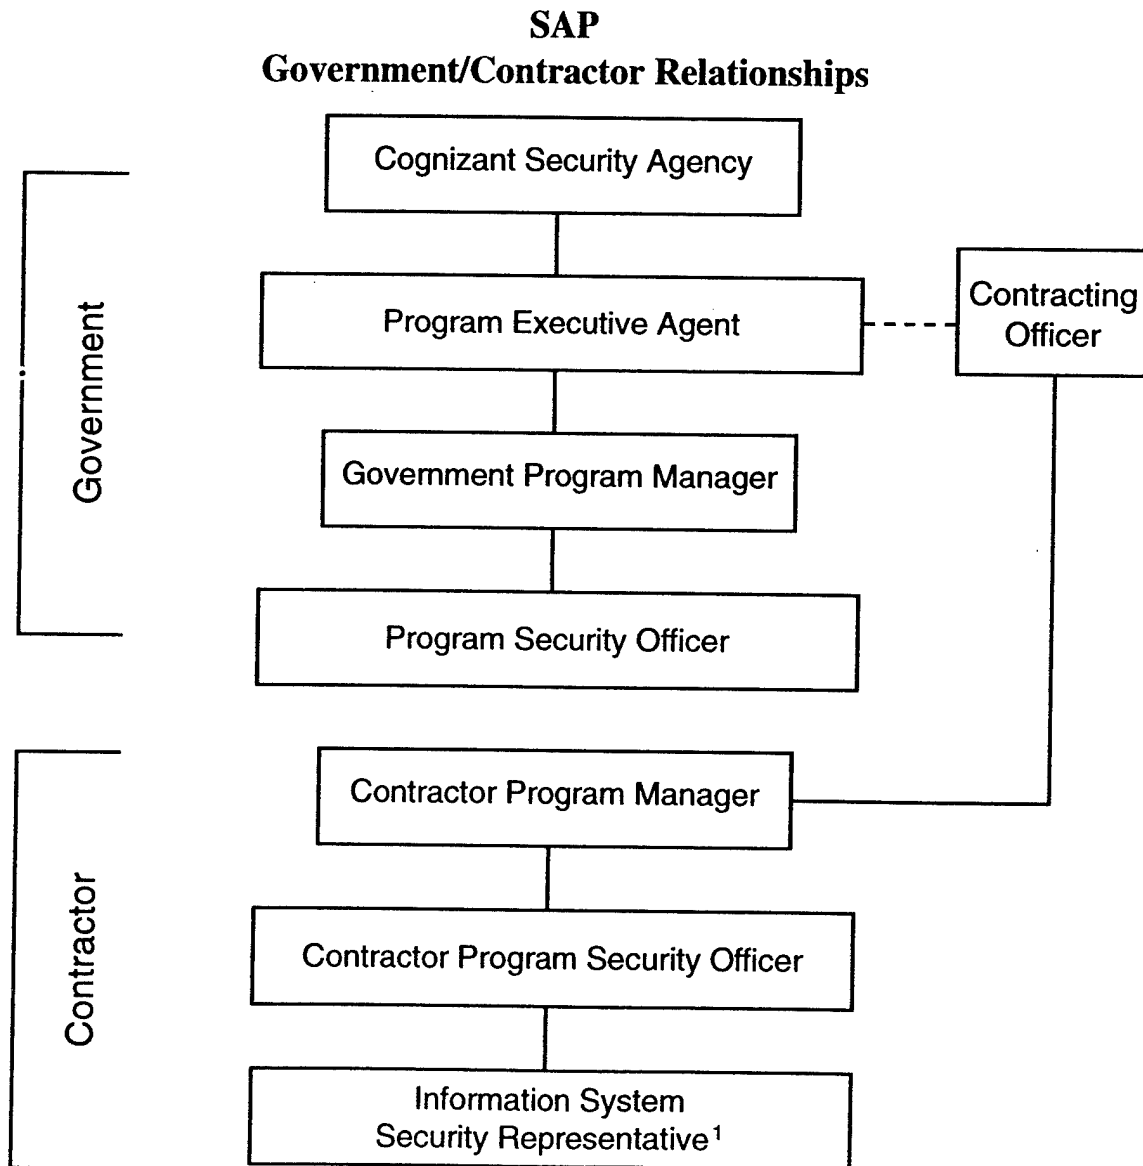 SAP
Government/Contractor Relationships
Cognizant Security Agency
Program Executive Agent
Contracting
Officer
Government
Government Program Manager
Program Security Officer
Contractor Program Manager
Contractor
Contractor Program Security Officer
Information System
Security Representative¹